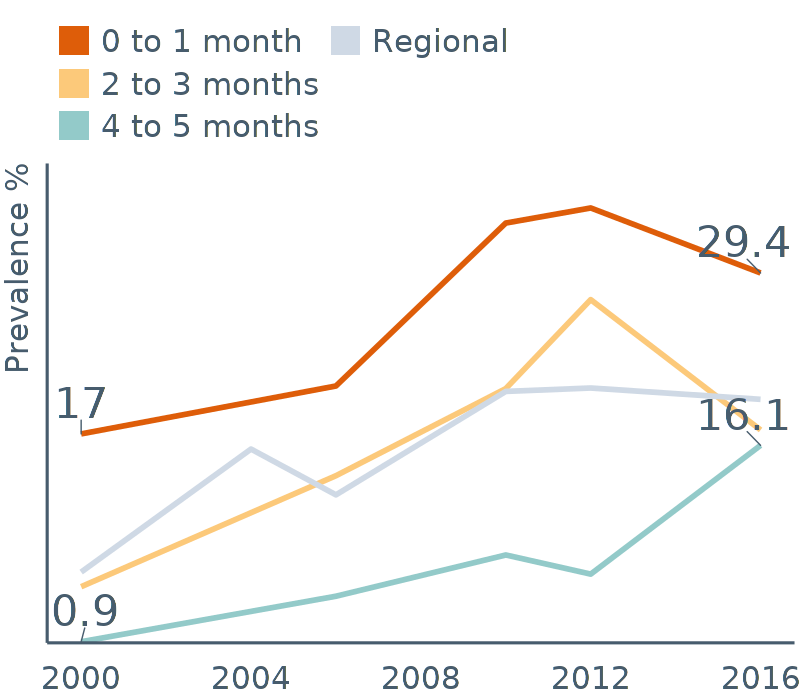 0 to 1 month
Regional
2 to 3 months
4 to 5 months
Prevalence %
29.4
17
16.1
0.9
2000 2004 2008 2012 2016